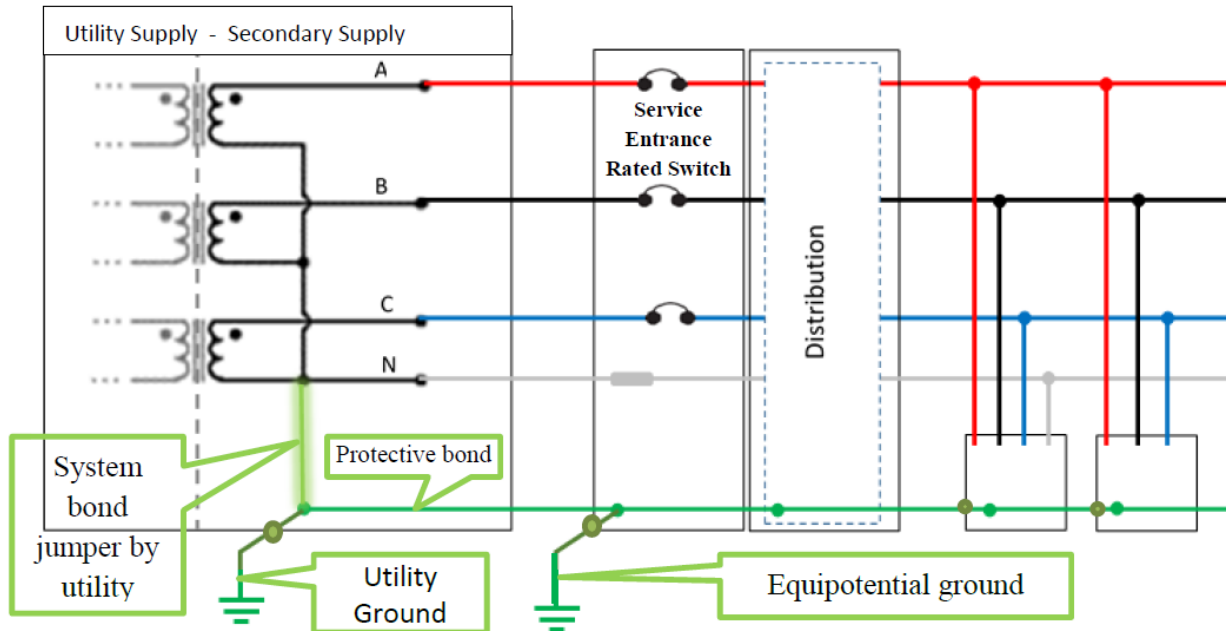 Utility Supply - Secondary Supply
A
Service
Entrance
Rated Switch
B
C
N
Distribution
System
bond
jumper by
utility
Protective bond
Utility
Ground
Equipotential ground